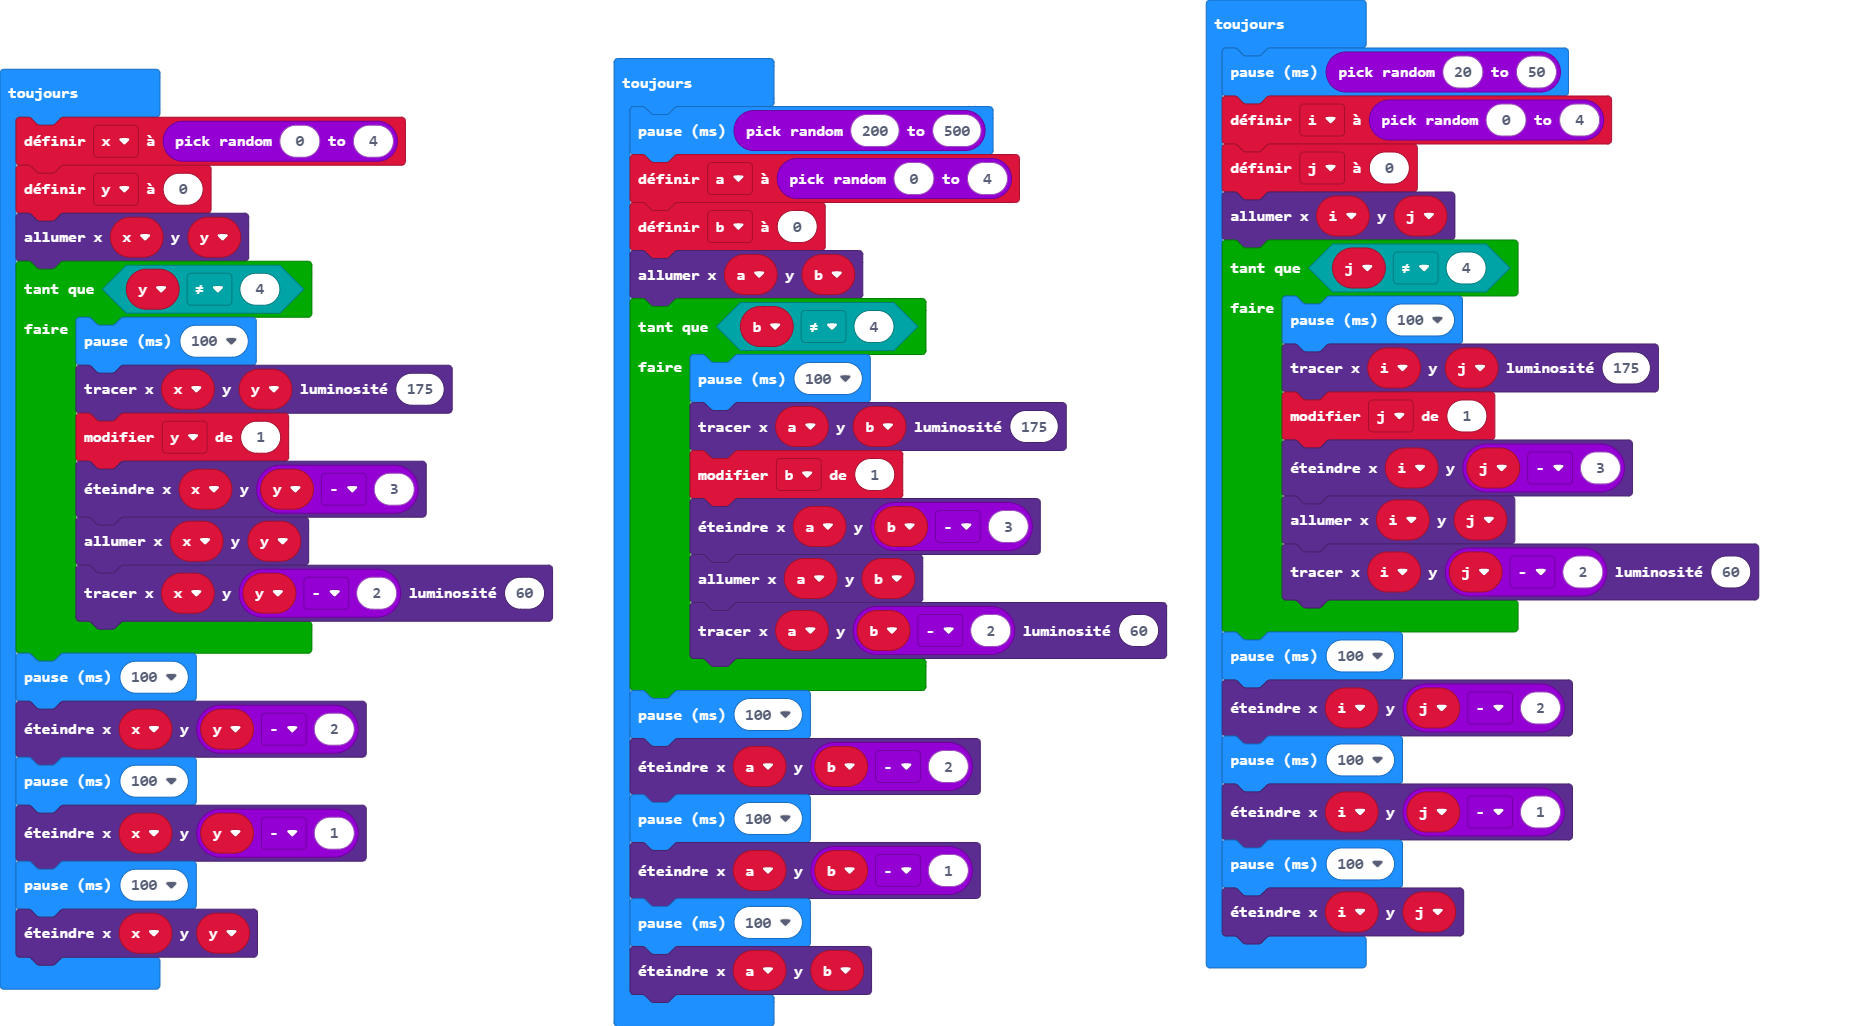 toujours
définir x à pick random 0 to 4
définir y à 0
allumer x x y y
tant que y ≠ 4
faire
pause (ms) 100
tracer x x y y luminosité 175
modifier y de 1
éteindre x x y y - 3
allumer x x y y
tracer x x y y - 2 luminosité 60
pause (ms) 100
éteindre x x y y - 2
pause (ms) 100
éteindre x x y y - 1
pause (ms) 100
éteindre x x y y
toujours
pause (ms) pick random 200 to 500
définir a à pick random 0 to 4
définir b à 0
allumer x a y b
tant que b ≠ 4
faire
pause (ms) 100
tracer x a y b luminosité 175
modifier b de 1
éteindre x a y b - 3
allumer x a y b
tracer x a y b - 2 luminosité 60
pause (ms) 100
éteindre x a y b - 2
pause (ms) 100
éteindre x a y b - 1
pause (ms) 100
éteindre x a y b
toujours
pause (ms) pick random 20 to 50
définir i à pick random 0 to 4
définir j à 0
allumer x i y j
tant que j ≠ 4
faire
pause (ms) 100
tracer x i y j luminosité 175
modifier j de 1
éteindre x i y j - 3
allumer x i y j
tracer x i y j - 2 luminosité 60
pause (ms) 100
éteindre x i y j - 2
pause (ms) 100
éteindre x i y j - 1
pause (ms) 100
éteindre x i y j